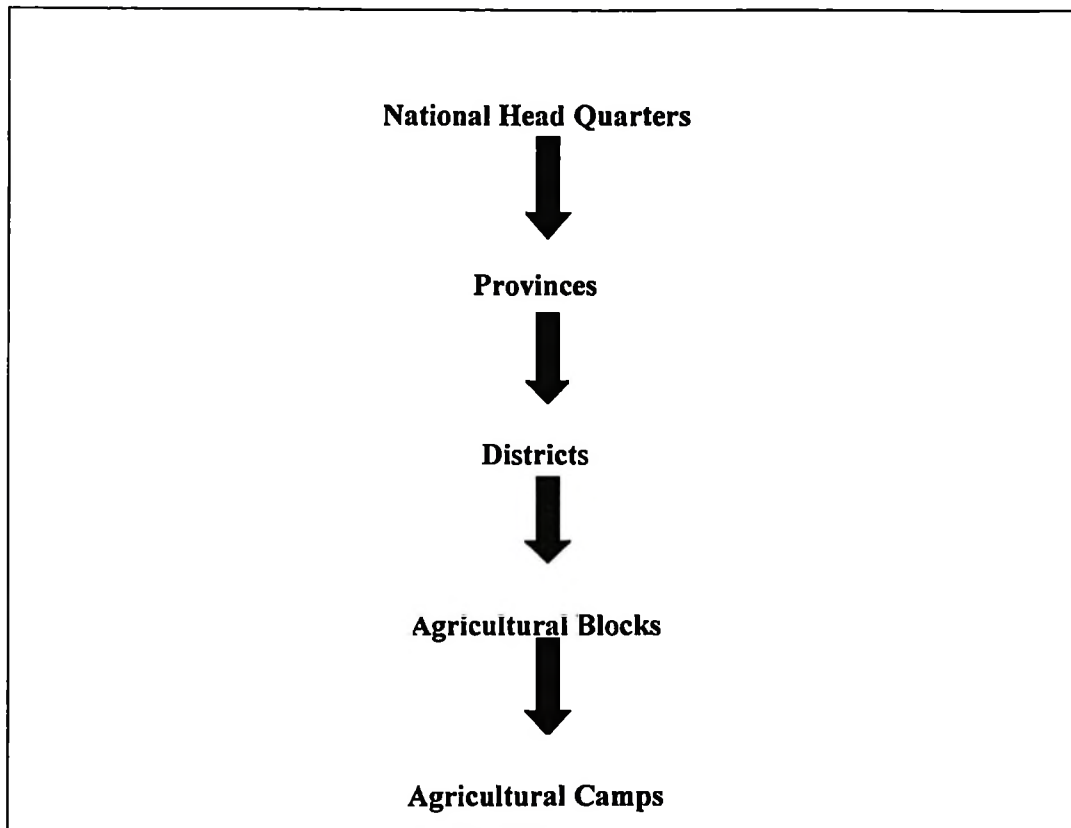 National Head Quarters
Provinces
Districts
Agricultural Blocks
Agricultural Camps